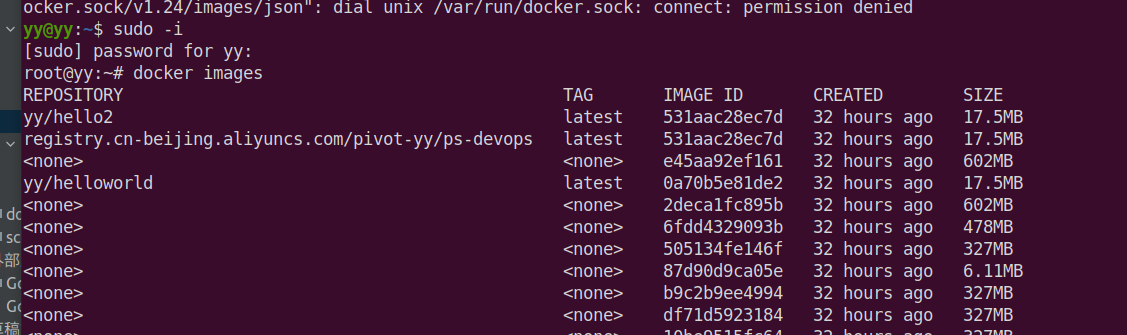 ocker.sock/v1.24/images/json": dial unix /var/run/docker.sock: connect: permission denied
yy@yy:~$ sudo -i
[sudo] password for yy:
root@yy:~# docker images
REPOSITORY TAG IMAGE ID CREATED SIZE
yy/hello2 latest 531aac28ec7d 32 hours ago 17.5MB
registry.cn-beijing.aliyuncs.com/pivot-yy/ps-devops latest 531aac28ec7d 32 hours ago 17.5MB
<none> <none> e45aa92ef161 32 hours ago 602MB
yy/helloworld latest 0a70b5e81de2 32 hours ago 17.5MB
<none> <none> 2deca1fc895b 32 hours ago 602MB
do
<none> <none> 6fdd4329093b 32 hours ago 478MB
sc
<none> <none> 505134fe146f 32 hours ago 327MB
部
<none> <none> 87d90d9ca05e 32 hours ago 6.11MB
Go
<none> <none> b9c2b9ee4994 32 hours ago 327MB
Go
<none> <none> df71d5923184 32 hours ago 327MB
稿
<none> <none> 32 hours ago 327MB